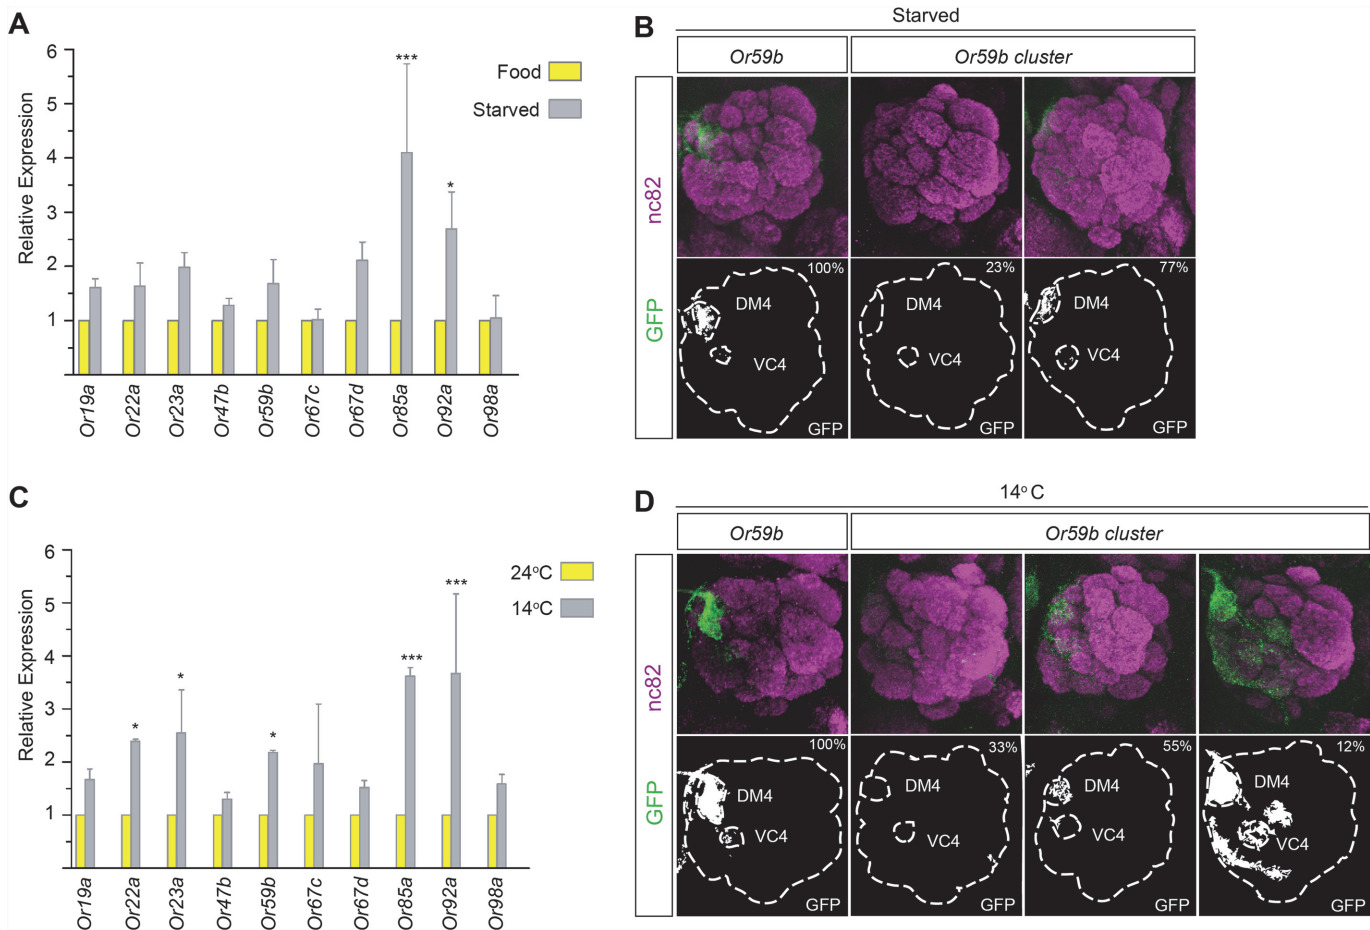 A
Relative Expression
6
5
4
3
2
1
Food
Starved
***
*
Or19a
Or22a
Or23a
Or47b
Or59b
Or67c
Or67d
Or85a
Or92a
Or98a
B
Starved
Or59b
Or59b cluster
nc82
GFP
100%
DM4
VC4
GFP
23%
DM4
VC4
GFP
77%
DM4
VC4
GFP
C
Relative Expression
6
5
4
3
2
1
24°C
14°C
*
*
*
***
***
Or19a
Or22a
Or23a
Or47b
Or59b
Or67c
Or67d
Or85a
Or92a
Or98a
D
14° C
Or59b
Or59b cluster
nc82
GFP
100%
DM4
VC4
GFP
33%
DM4
VC4
GFP
55%
DM4
VC4
GFP
12%
DM4
VC4
GFP